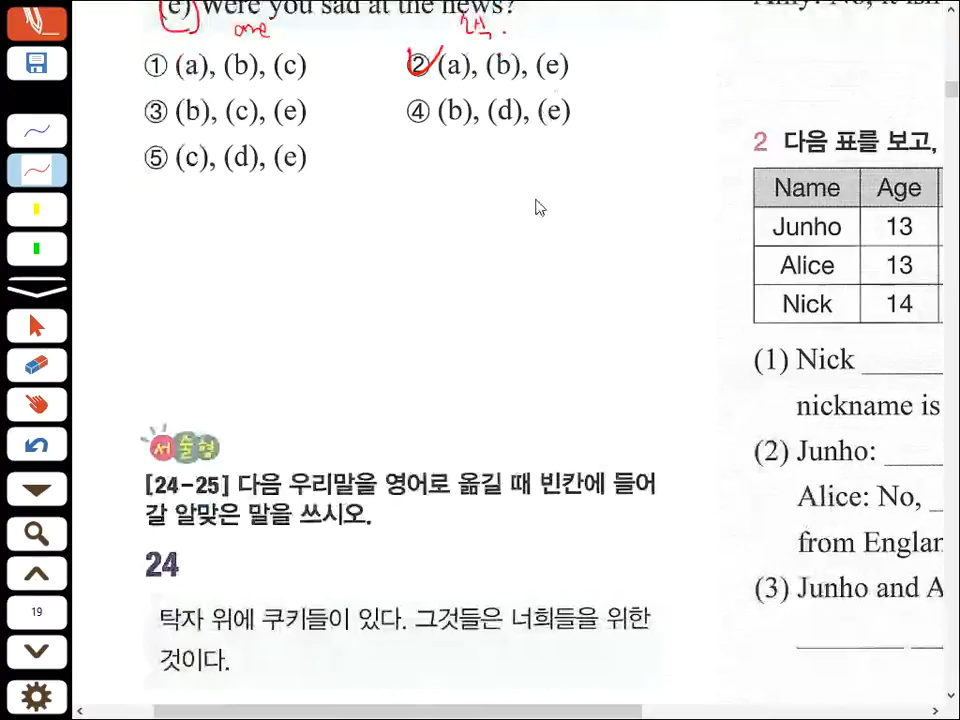 (e) Were you sad at the news?
are
① (a), (b), (c)
② (a), (b), (e)
③ (b), (c), (e)
④ (b), (d), (e)
⑤ (c), (d), (e)
서술형
[24-25] 다음 우리말을 영어로 옮길 때 빈칸에 들어
갈 알맞은 말을 쓰시오.
24
탁자 위에 쿠키들이 있다. 그것들은 너희들을 위한
것이다.
2 다음 표를 보고,
Name Age
Junho 13
Alice 13
Nick 14
(1) Nick
nickname is
(2) Junho:
Alice: No,
from Englan
(3) Junho and A
19